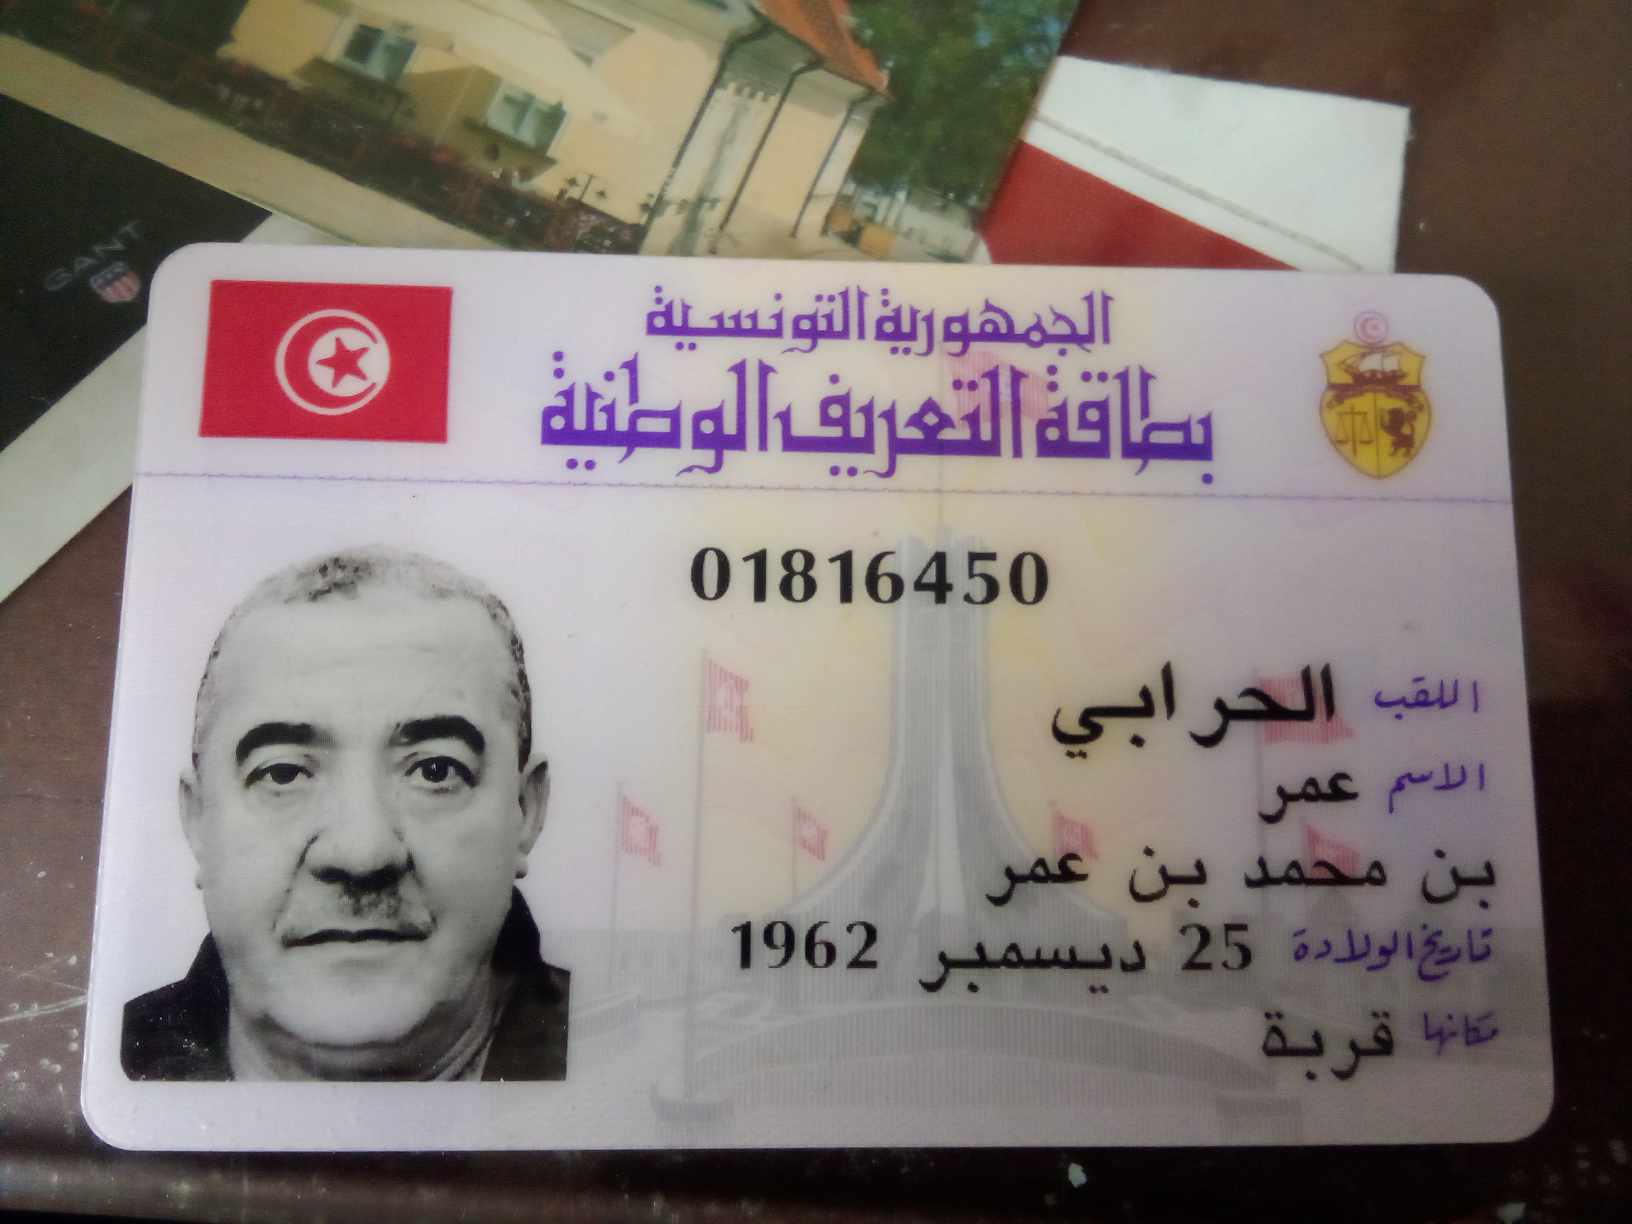 GANT
الجمهورية التونسية
بطاقة التعريف الوطنية
01816450
اللقب الحرابي
الاسم عمر
بن محمد بن عمر
تاريخ الولادة 25 ديسمبر 1962
مكانها قربة